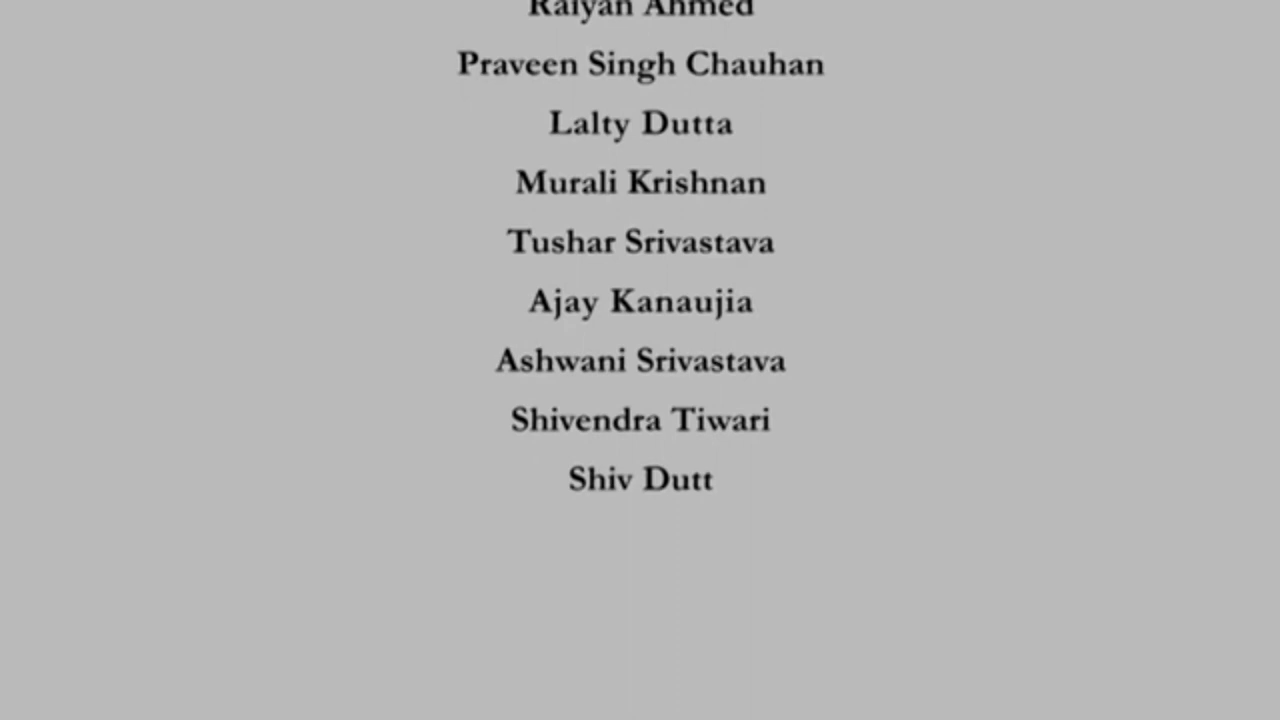 Raiyan Ahmed
Praveen Singh Chauhan
Lalty Dutta
Murali Krishnan
Tushar Srivastava
Ajay Kanaujia
Ashwani Srivastava
Shivendra Tiwari
Shiv Dutt